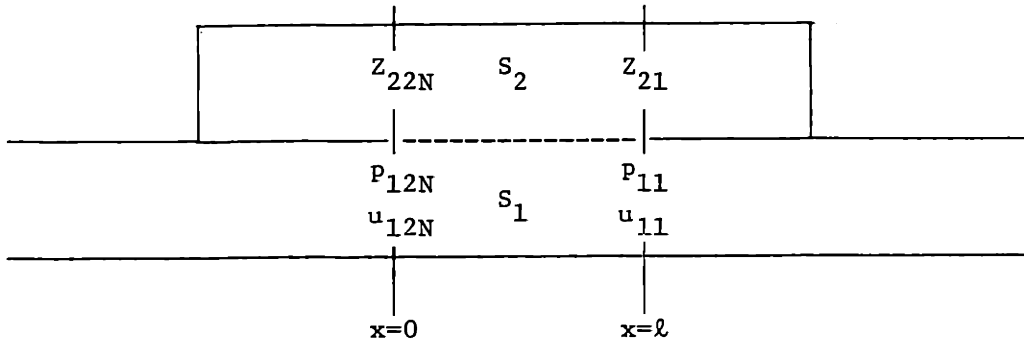 Z₂₂N S₂ Z₂₁
p₁₂N p₁₁
S₁
u₁₂N u₁₁
x=0 x=ℓ